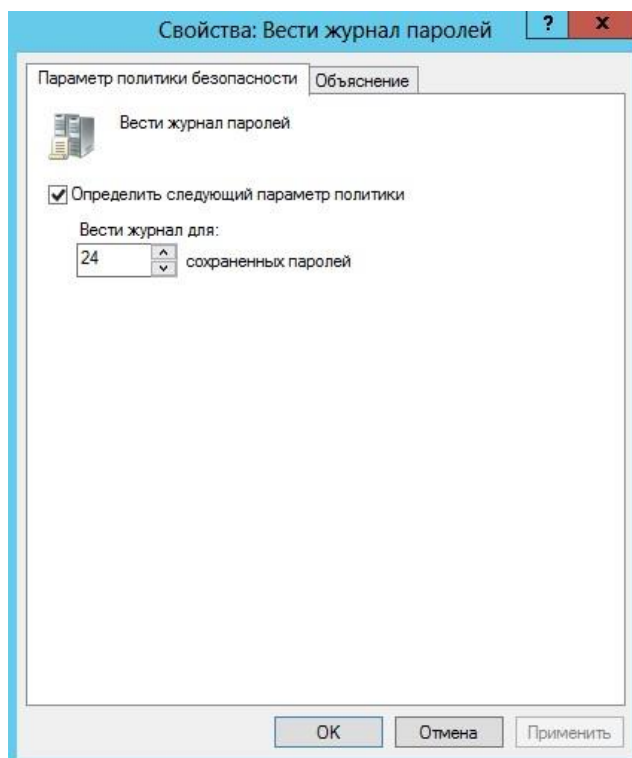 Свойства: Вести журнал паролей
? x
Параметр политики безопасности Объяснение
Вести журнал паролей
Определить следующий параметр политики
Вести журнал для:
24 сохраненных паролей
OK Отмена Применить